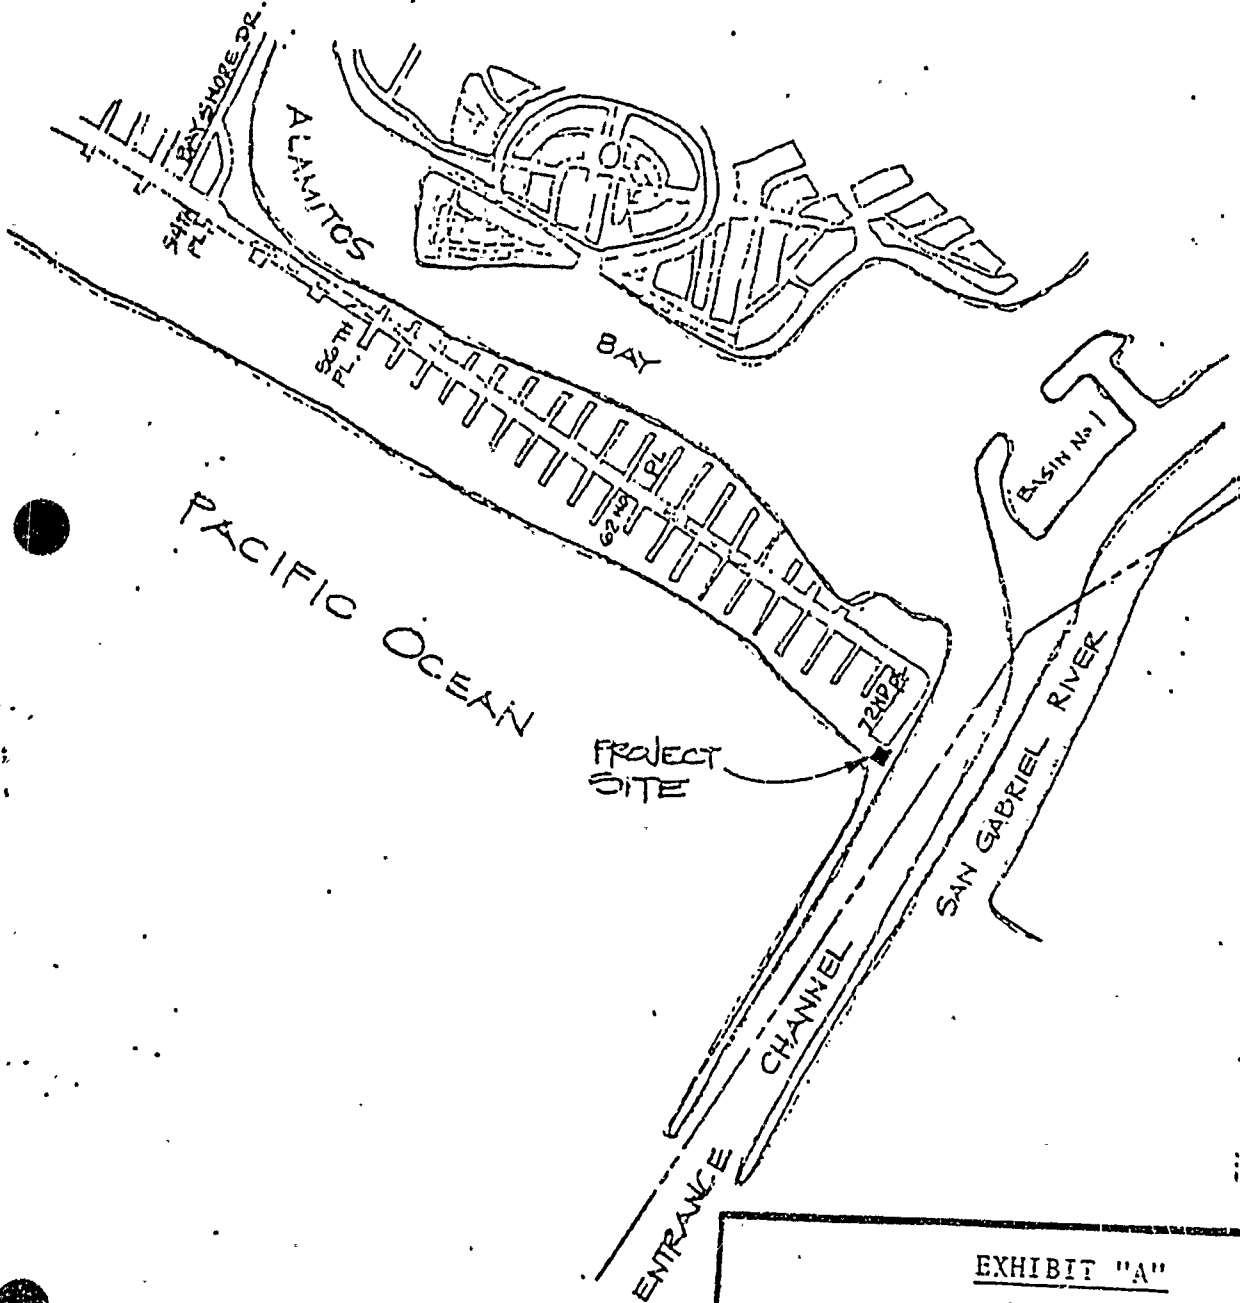 BAYSHORE DR.
ALAMITOS
54TH
PL.
56TH
PL.
BAY
BASIN No 1
62ND
PL
PACIFIC OCEAN
72ND PL
PROJECT
SITE
SAN GABRIEL RIVER
CHANNEL
ENTRANCE
EXHIBIT "A"